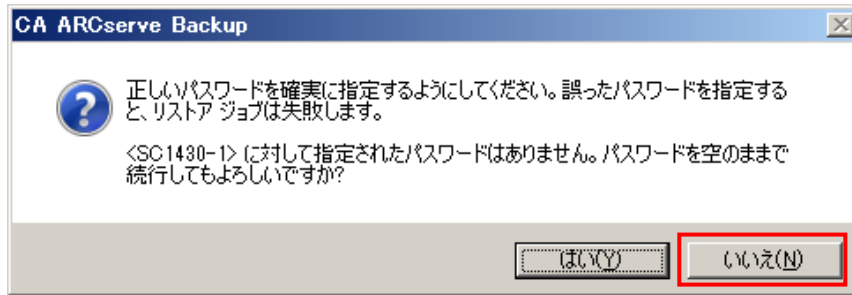 CA ARCserve Backup
正しいパスワードを確実に指定するようにしてください。誤ったパスワードを指定する
と、リストア ジョブは失敗します。
<SC1430-1> に対して指定されたパスワードはありません。パスワードを空のままで
続行してもよろしいですか?
はい(Y)
いいえ(N)